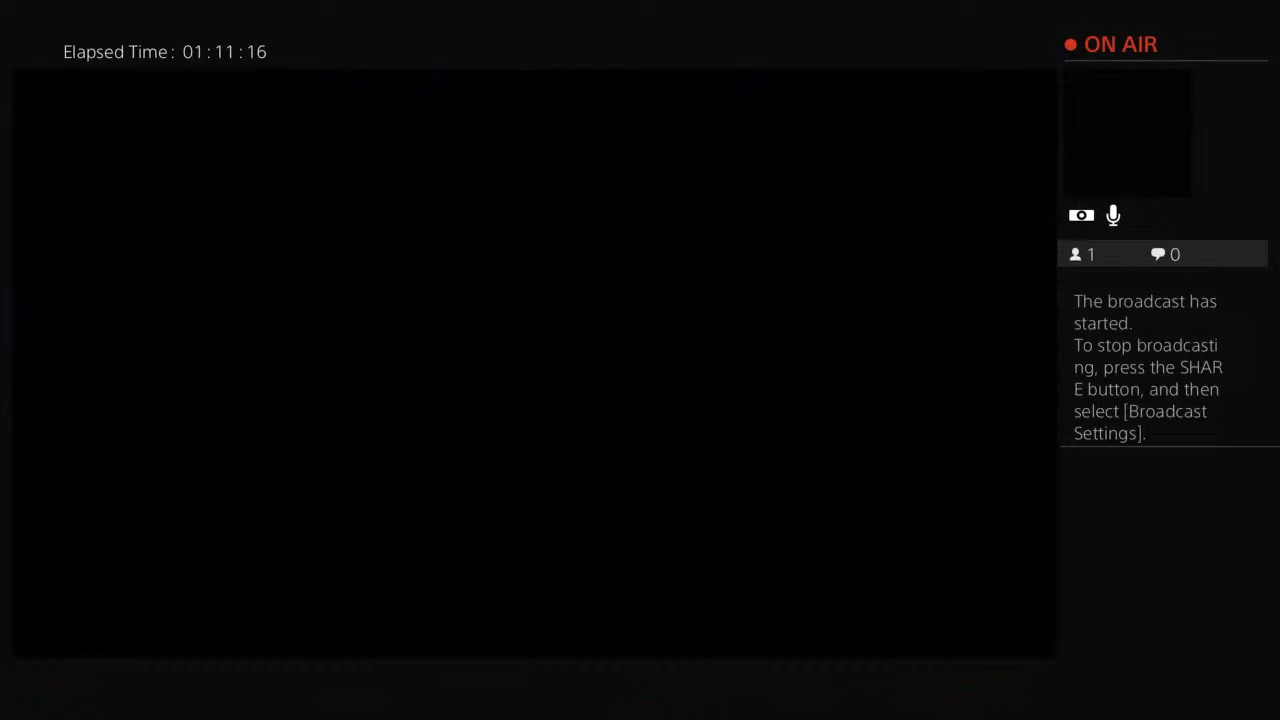 Elapsed Time: 01:11:16
ON AIR
1 0
The broadcast has
started.
To stop broadcasti
ng, press the SHAR
E button, and then
select [Broadcast
Settings].